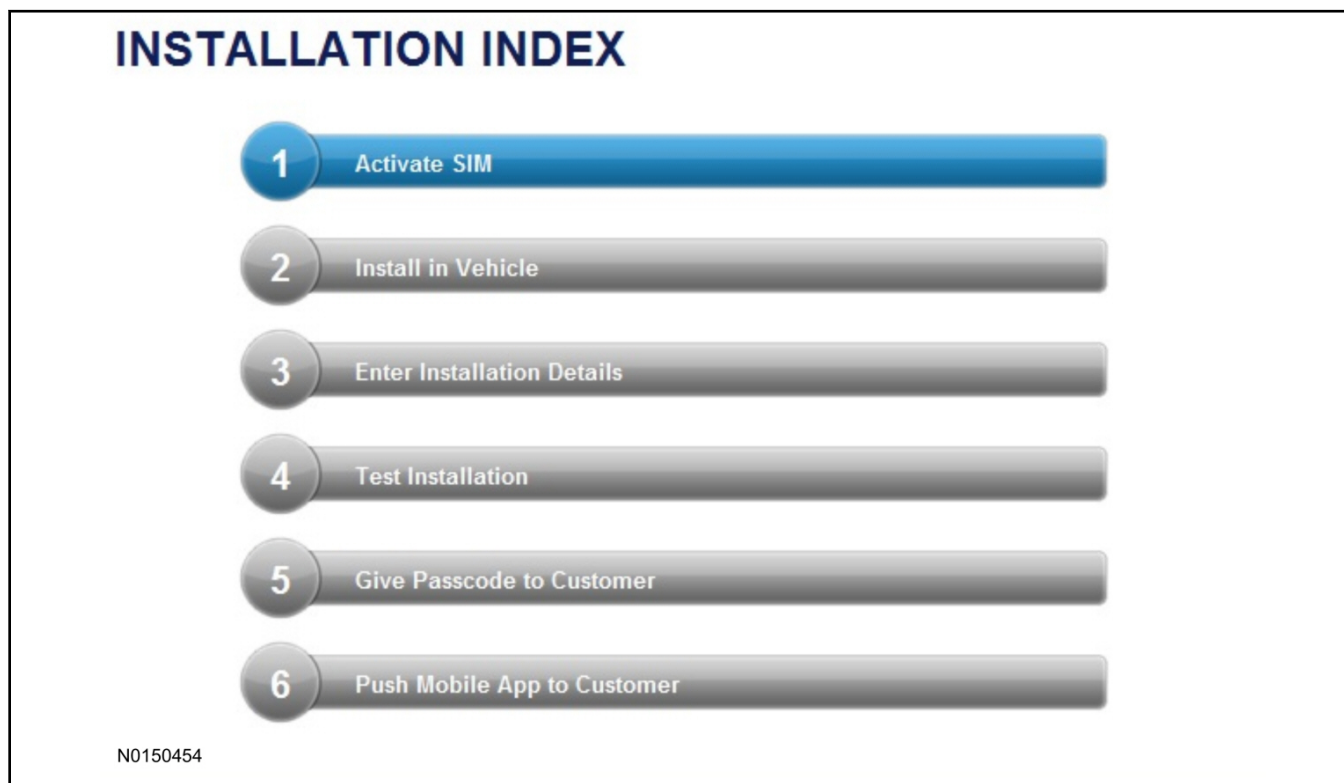 INSTALLATION INDEX
1 Activate SIM
2 Install in Vehicle
3 Enter Installation Details
4 Test Installation
5 Give Passcode to Customer
6 Push Mobile App to Customer
N0150454